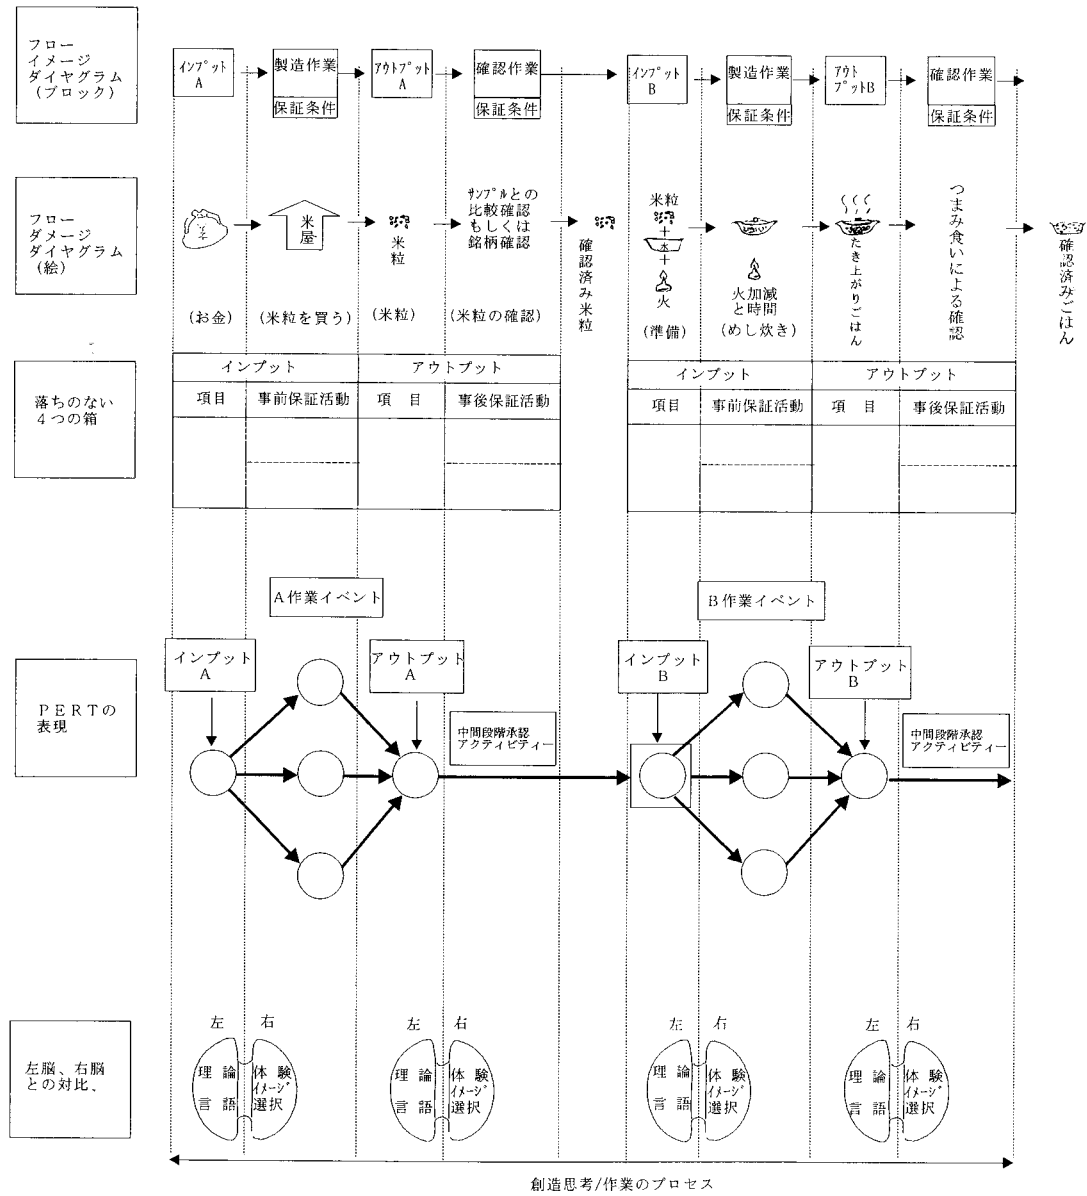 フロー
イメージ
ダイヤグラム
(ブロック)
インプット
A
製造作業
保証条件
アウトプット
A
確認作業
保証条件
インプット
B
製造作業
保証条件
アウト
プットB
確認作業
保証条件
フロー
ダメージ
ダイヤグラム
(絵)
¥
(お金)
米屋
(米粒を買う)
米粒
(米粒)
サンプルとの
比較確認
もしくは
銘柄確認
(米粒の確認)
確認済み米粒
米粒
+
水
+
火
(準備)
火加減
と時間
(めし炊き)
たき上がりごはん
つまみ食いによる確認
確認済みごはん
落ちのない
4つの箱
インプット
アウトプット
項目
事前保証活動
項 目
事後保証活動
インプット
アウトプット
項目
事前保証活動
項 目
事後保証活動
PERTの
表現
A作業イベント
インプット
A
アウトプット
A
中間段階承認
アクティビティー
B作業イベント
インプット
B
アウトプット
B
中間段階承認
アクティビティー
左脳、右脳
との対比、
左 右
理 論
言 語
体 験
イメージ
選択
左 右
理 論
言 語
体 験
イメージ
選択
左 右
理 論
言 語
体 験
イメージ
選択
左 右
理 論
言 語
体 験
イメージ
選択
創造思考/作業のプロセス